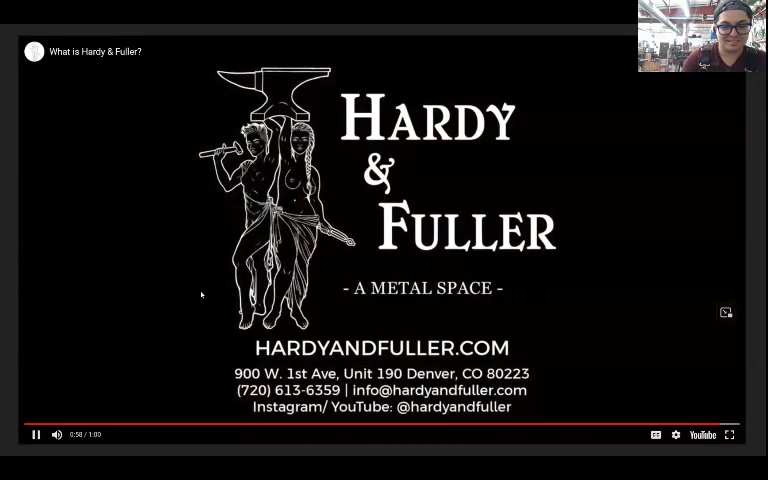 What is Hardy & Fuller?
HARDY
&
FULLER
- A METAL SPACE -
HARDYANDFULLER.COM
900 W. 1st Ave, Unit 190 Denver, CO 80223
(720) 613-6359 | info@hardyandfuller.com
Instagram/ YouTube: @hardyandfuller
0:58 / 1:00
YouTube